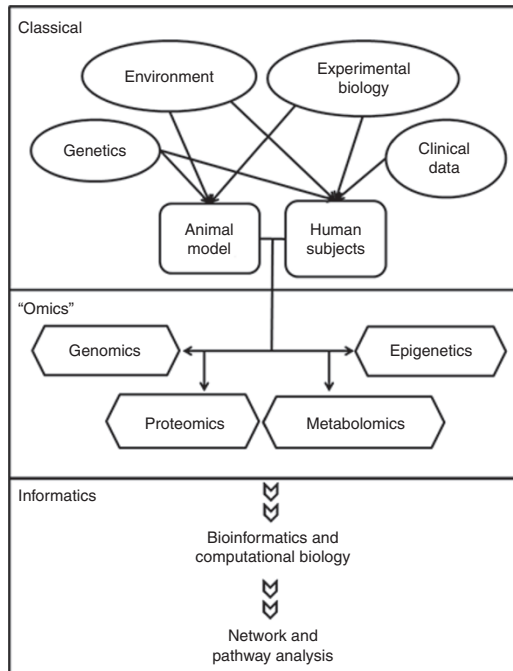 Classical
Environment
Experimental
biology
Genetics
Clinical
data
Animal
model
Human
subjects
“Omics”
Genomics
Epigenetics
Proteomics
Metabolomics
Informatics
Bioinformatics and
computational biology
Network and
pathway analysis